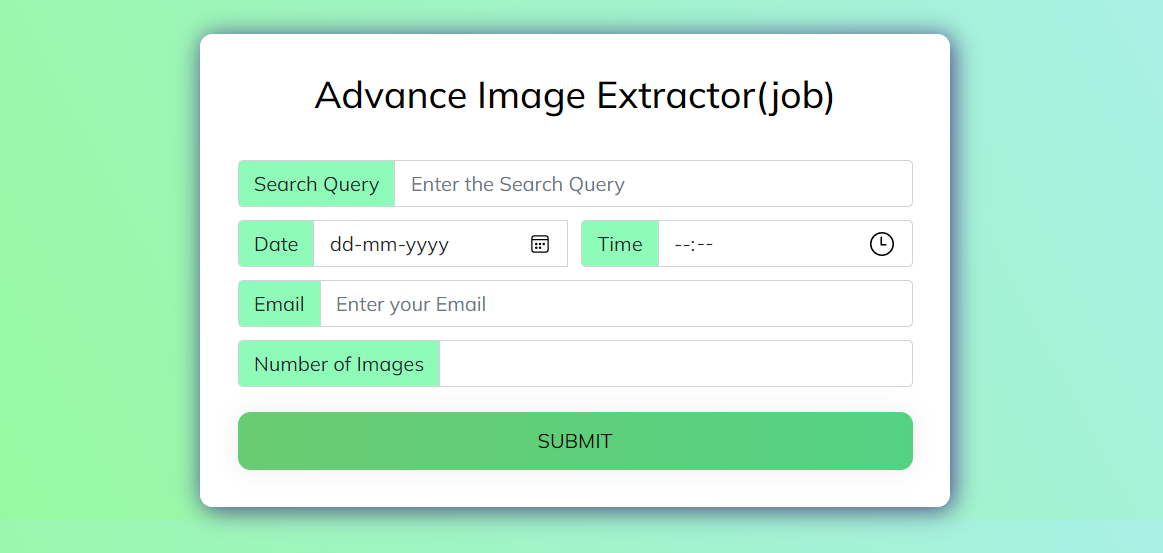 Advance Image Extractor(job)
Search Query Enter the Search Query
Date dd-mm-yyyy Time --:--
Email Enter your Email
Number of Images
SUBMIT